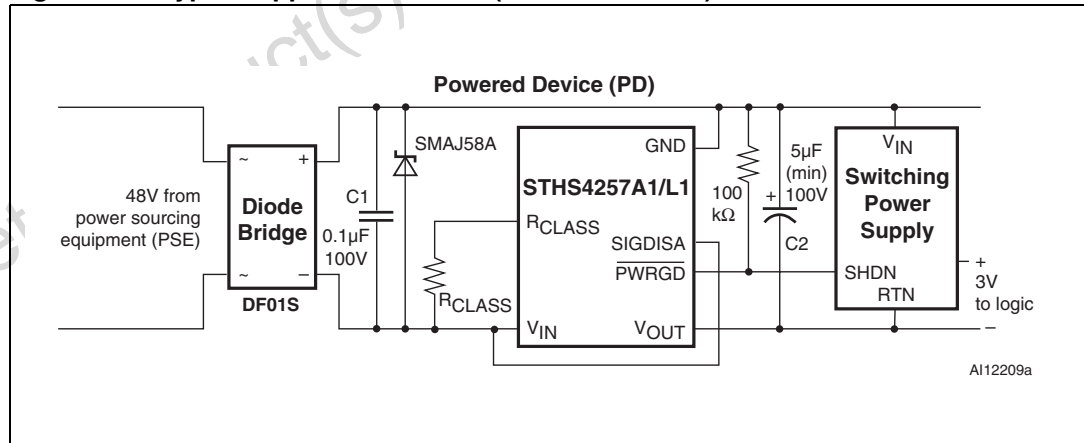 Powered Device (PD)
48V from
power sourcing
equipment (PSE)
~
+
Diode
Bridge
~
–
DF01S
C1
0.1µF
100V
SMAJ58A
RCLASS
GND
STHS4257A1/L1
RCLASS
SIGDISA
PWRGD
VIN
VOUT
100
kΩ
5µF
(min)
+ 100V
C2
VIN
Switching
Power
Supply
SHDN
RTN
+
3V
to logic
–
AI12209a